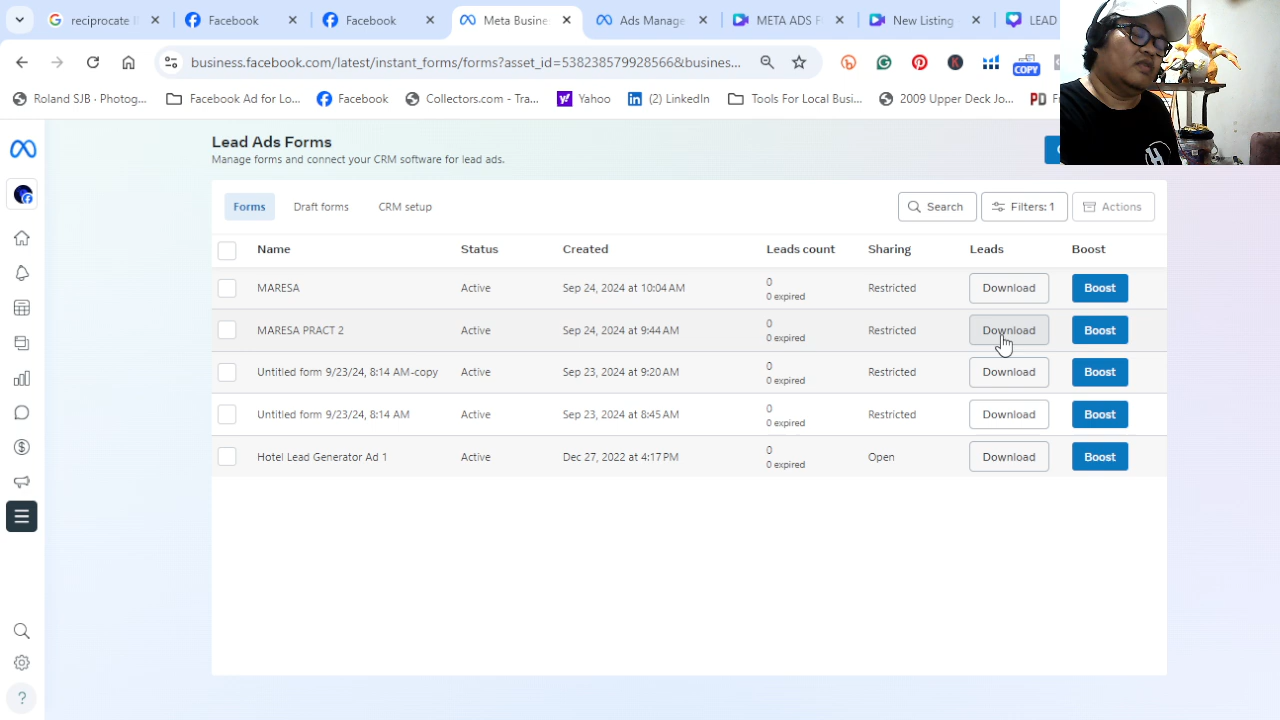 reciprocate li
Facebook
Facebook
Meta Busine
Ads Manage
META ADS F
New Listing
LEAD
business.facebook.com/latest/instant_forms/forms?asset_id=538238579928566&busines...
COPY
Roland SJB · Photog...
Facebook Ad for Lo...
Facebook
Collectors.com - Tra...
Yahoo
(2) LinkedIn
Tools For Local Busi...
2009 Upper Deck Jo...
PD
Lead Ads Forms
Manage forms and connect your CRM software for lead ads.
Forms
Draft forms
CRM setup
Search
Filters: 1
Actions
Name Status Created Leads count Sharing Leads Boost
MARESA Active Sep 24, 2024 at 10:04 AM 0 Restricted Download Boost
0 expired
MARESA PRACT 2 Active Sep 24, 2024 at 9:44 AM 0 Restricted Download Boost
0 expired
Untitled form 9/23/24, 8:14 AM-copy Active Sep 23, 2024 at 9:20 AM 0 Restricted Download Boost
0 expired
Untitled form 9/23/24, 8:14 AM Active Sep 23, 2024 at 8:45 AM 0 Restricted Download Boost
0 expired
Hotel Lead Generator Ad 1 Active Dec 27, 2022 at 4:17 PM 0 Open Download Boost
0 expired